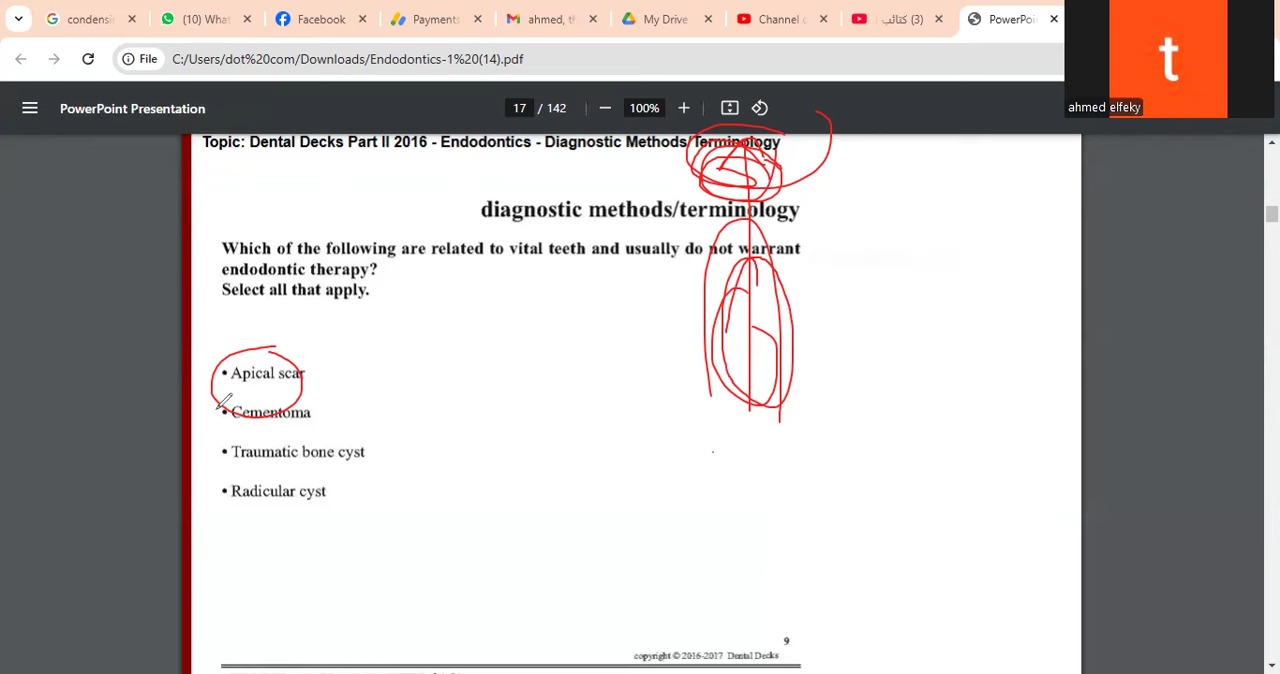 condensi
(10) What
Facebook
Payments
ahmed, th
My Drive
Channel c
(3) كتائب
PowerPoi
File
C:/Users/dot%20com/Downloads/Endodontics-1%20(14).pdf
t
ahmed elfeky
PowerPoint Presentation
17 / 142
100%
Topic: Dental Decks Part II 2016 - Endodontics - Diagnostic Methods/Terminology
diagnostic methods/terminology
Which of the following are related to vital teeth and usually do not warrant
endodontic therapy?
Select all that apply.
• Apical scar
• Cementoma
• Traumatic bone cyst
• Radicular cyst
9
copyright © 2016-2017 Dental Decks